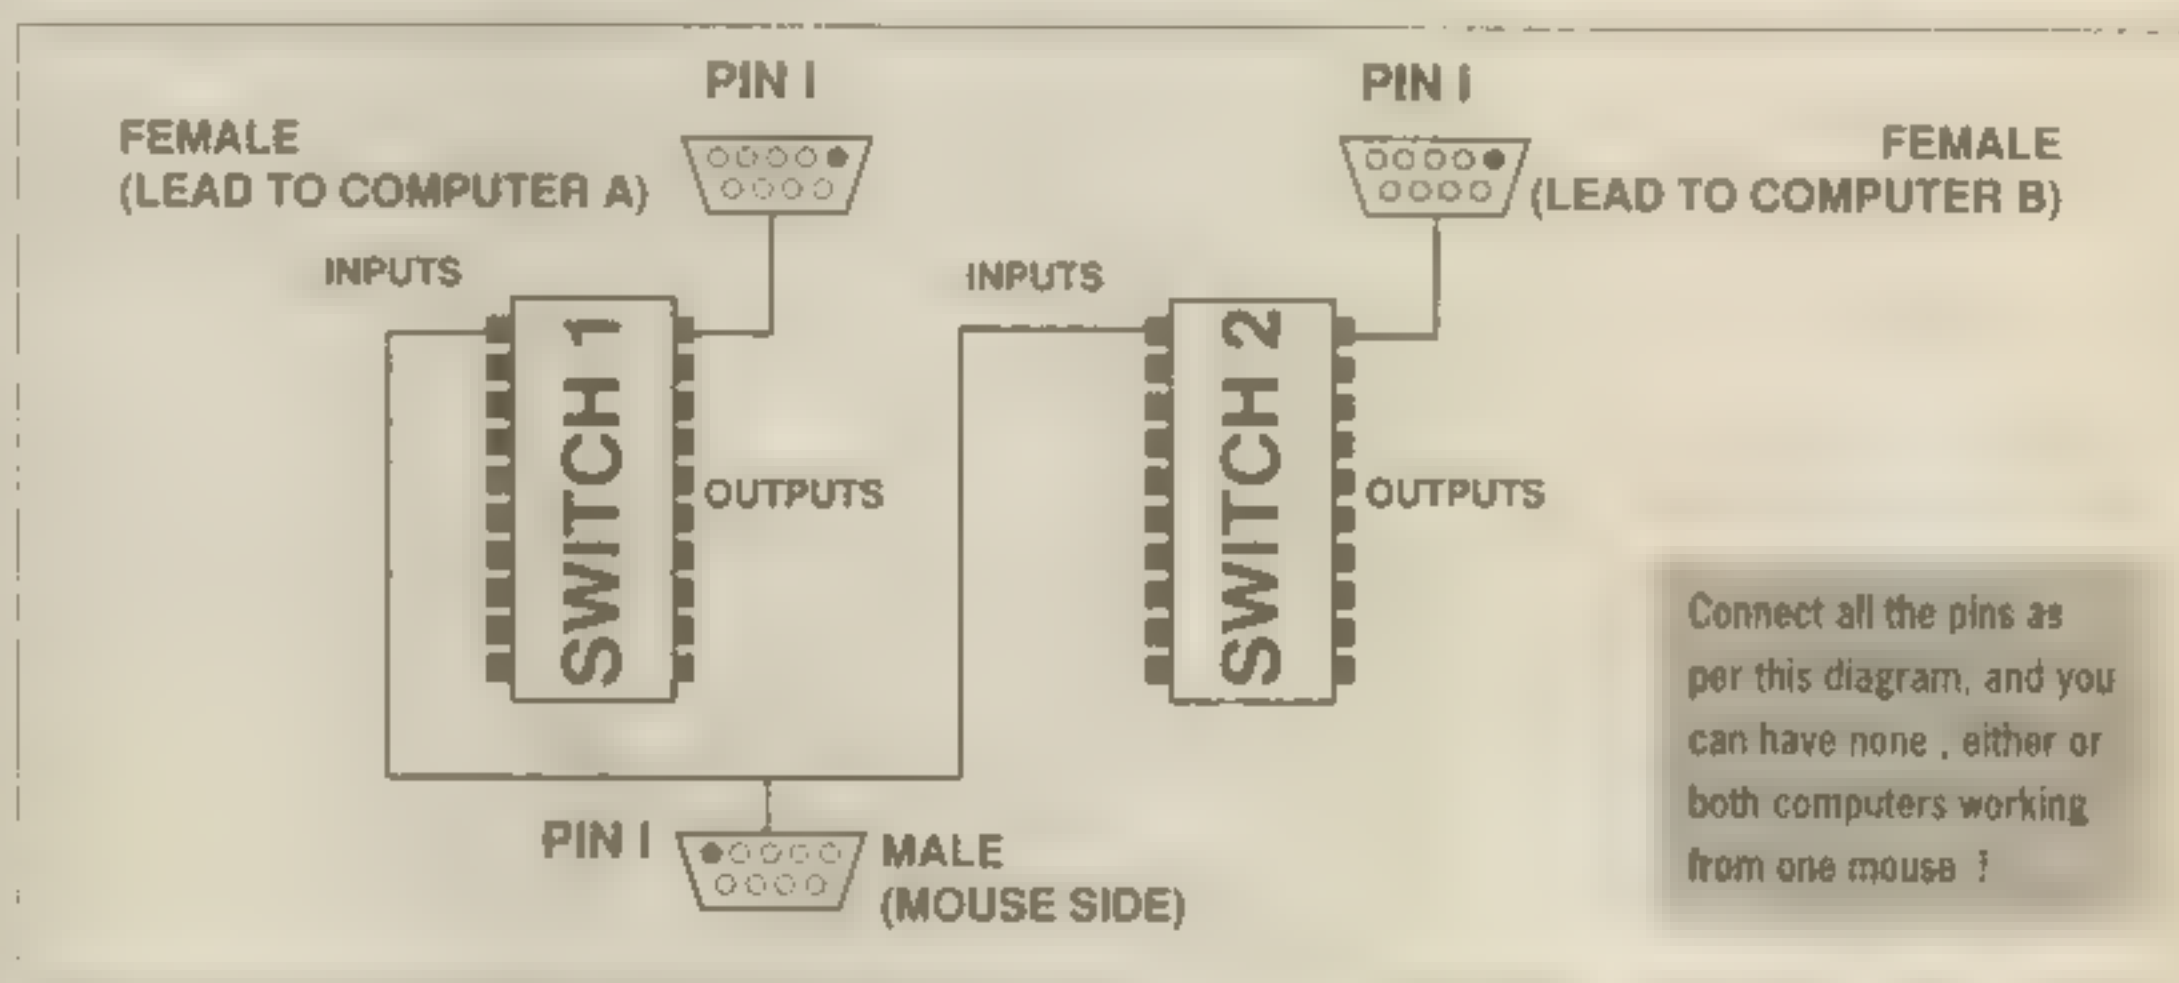 PIN I
PIN I
FEMALE
(LEAD TO COMPUTER A)
FEMALE
(LEAD TO COMPUTER B)
INPUTS
INPUTS
SWITCH 1
SWITCH 2
OUTPUTS
OUTPUTS
Connect all the pins as
per this diagram, and you
can have none , either or
both computers working
from one mouse !
PIN I
MALE
(MOUSE SIDE)